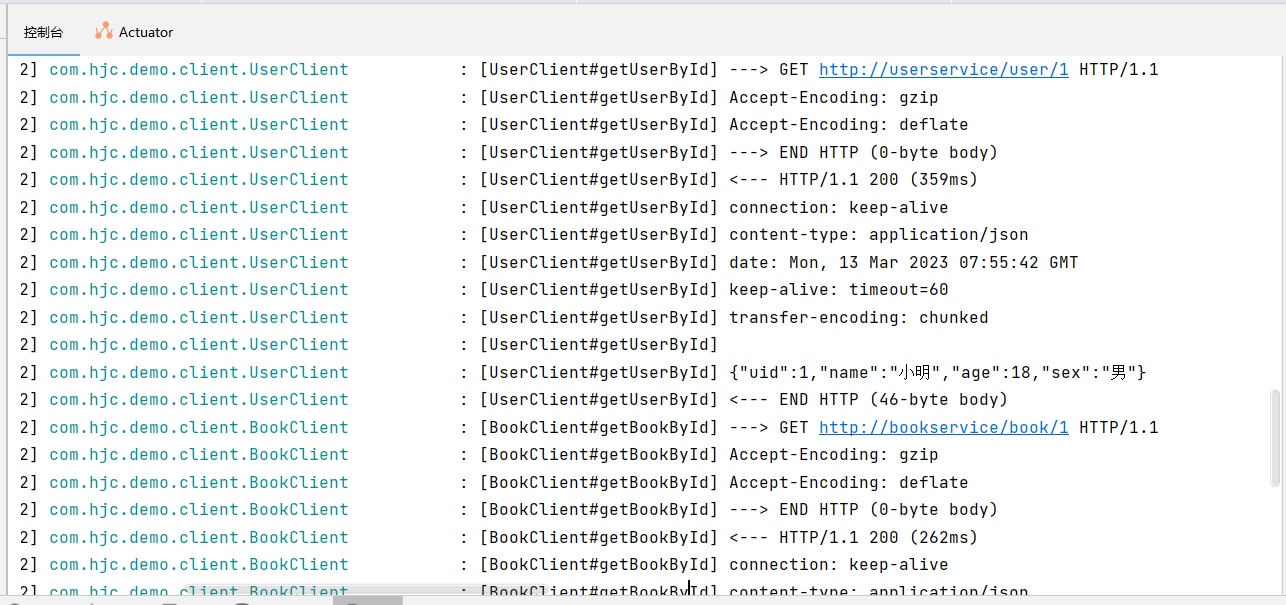 控制台 Actuator
2] com.hjc.demo.client.UserClient : [UserClient#getUserById] ---> GET http://userservice/user/1 HTTP/1.1
2] com.hjc.demo.client.UserClient : [UserClient#getUserById] Accept-Encoding: gzip
2] com.hjc.demo.client.UserClient : [UserClient#getUserById] Accept-Encoding: deflate
2] com.hjc.demo.client.UserClient : [UserClient#getUserById] ---> END HTTP (0-byte body)
2] com.hjc.demo.client.UserClient : [UserClient#getUserById] <--- HTTP/1.1 200 (359ms)
2] com.hjc.demo.client.UserClient : [UserClient#getUserById] connection: keep-alive
2] com.hjc.demo.client.UserClient : [UserClient#getUserById] content-type: application/json
2] com.hjc.demo.client.UserClient : [UserClient#getUserById] date: Mon, 13 Mar 2023 07:55:42 GMT
2] com.hjc.demo.client.UserClient : [UserClient#getUserById] keep-alive: timeout=60
2] com.hjc.demo.client.UserClient : [UserClient#getUserById] transfer-encoding: chunked
2] com.hjc.demo.client.UserClient : [UserClient#getUserById]
2] com.hjc.demo.client.UserClient : [UserClient#getUserById] {"uid":1,"name":"小明","age":18,"sex":"男"}
2] com.hjc.demo.client.UserClient : [UserClient#getUserById] <--- END HTTP (46-byte body)
2] com.hjc.demo.client.BookClient : [BookClient#getBookById] ---> GET http://bookservice/book/1 HTTP/1.1
2] com.hjc.demo.client.BookClient : [BookClient#getBookById] Accept-Encoding: gzip
2] com.hjc.demo.client.BookClient : [BookClient#getBookById] Accept-Encoding: deflate
2] com.hjc.demo.client.BookClient : [BookClient#getBookById] ---> END HTTP (0-byte body)
2] com.hjc.demo.client.BookClient : [BookClient#getBookById] <--- HTTP/1.1 200 (262ms)
2] com.hjc.demo.client.BookClient : [BookClient#getBookById] connection: keep-alive
2] com.hjc.demo.client.BookClient : [BookClient#getBookById] content-type: application/json